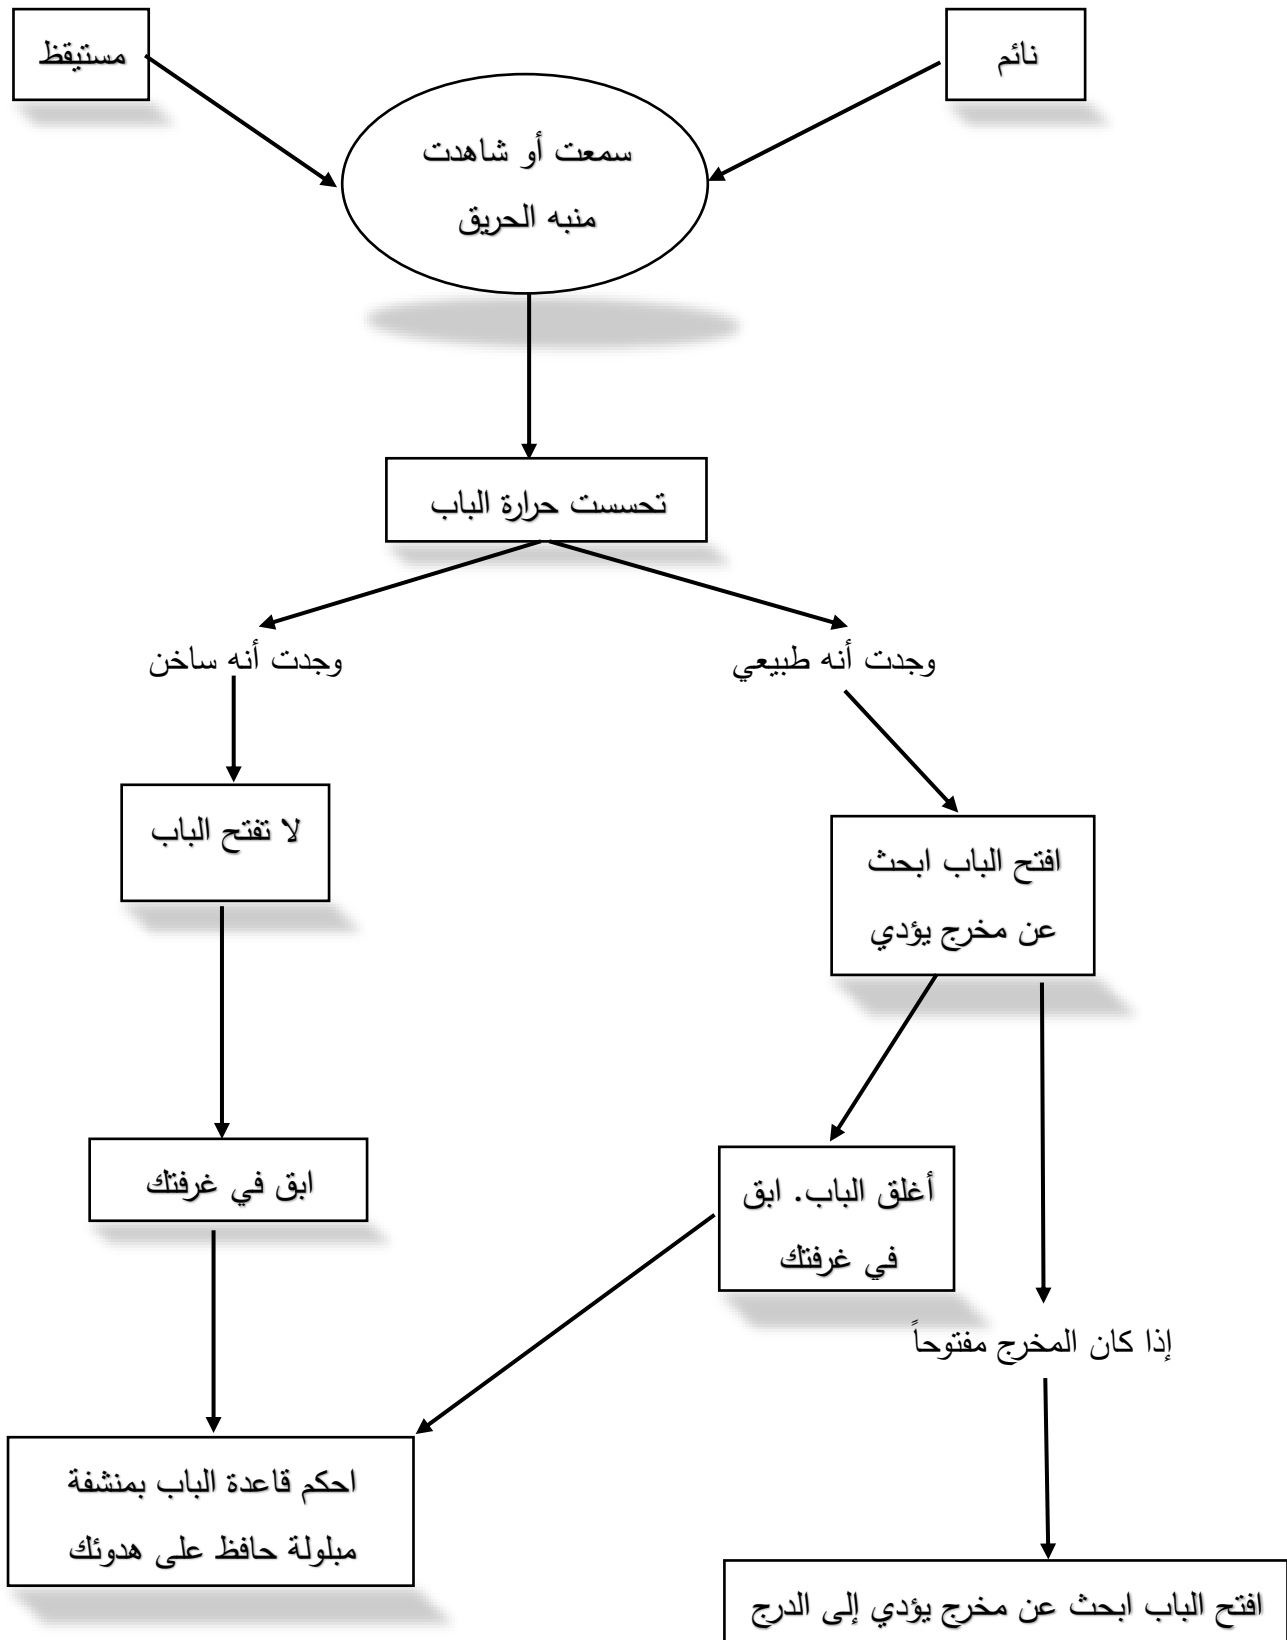 نائم
مستيقظ
سمعت أو شاهدت
منبه الحريق
تحسست حرارة الباب
وجدت أنه طبيعي
وجدت أنه ساخن
لا تفتح الباب
افتح الباب ابحث
عن مخرج يؤدي
ابق في غرفتك
أغلق الباب. ابق
في غرفتك
إذا كان المخرج مفتوحاً
احكم قاعدة الباب بمنشفة
مبلولة حافظ على هدوئك
افتح الباب ابحث عن مخرج يؤدي إلى الدرج